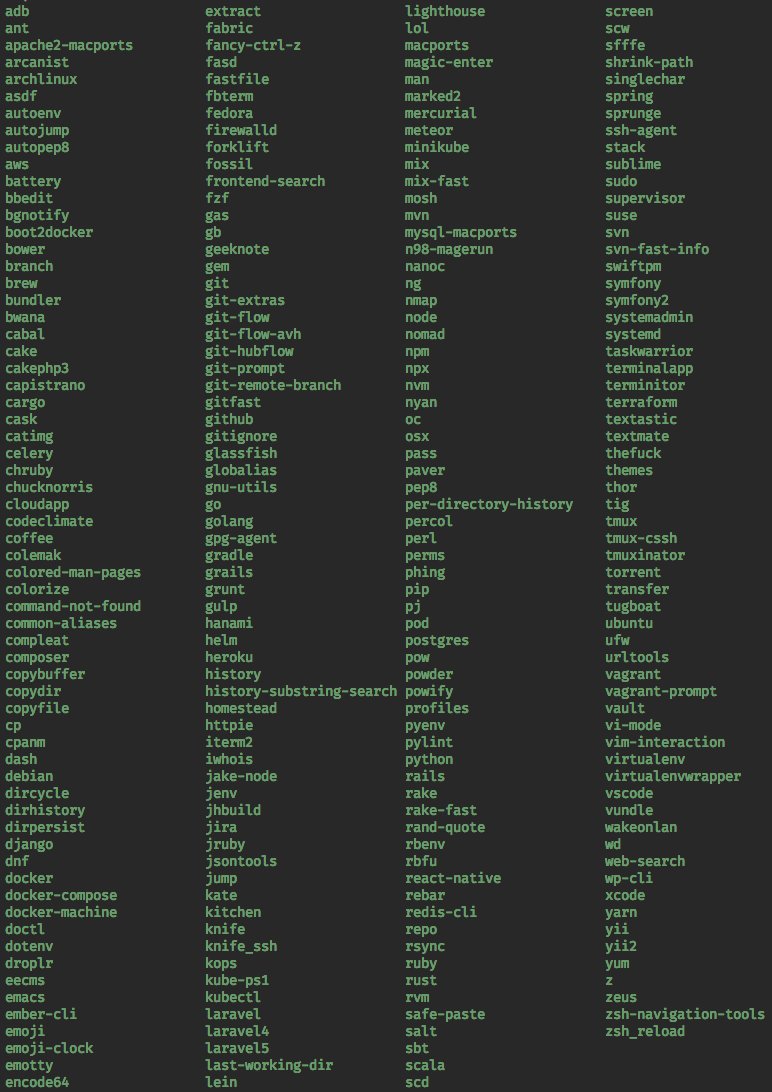 adb
ant
apache2-macports
arcanist
archlinux
asdf
autoenv
autojump
autopep8
aws
battery
bbedit
bgnotify
boot2docker
bower
branch
brew
bundler
bwana
cabal
cake
cakephp3
capistrano
cargo
cask
catimg
celery
chruby
chucknorris
cloudapp
codeclimate
coffee
colemak
colored-man-pages
colorize
command-not-found
common-aliases
compleat
composer
copybuffer
copydir
copyfile
cp
cpanm
dash
debian
dircycle
dirhistory
dirpersist
django
dnf
docker
docker-compose
docker-machine
doctl
dotenv
droplr
eecms
emacs
ember-cli
emoji
emoji-clock
emotty
encode64
extract
fabric
fancy-ctrl-z
fasd
fastfile
fbterm
fedora
firewalld
forklift
fossil
frontend-search
fzf
gas
gb
geeknote
gem
git
git-extras
git-flow
git-flow-avh
git-hubflow
git-prompt
git-remote-branch
gitfast
github
gitignore
glassfish
globalias
gnu-utils
go
golang
gpg-agent
gradle
grails
grunt
gulp
hanami
helm
heroku
history
history-substring-search
homestead
httpie
iterm2
iwhois
jake-node
jenv
jhbuild
jira
jruby
jsontools
jump
kate
kitchen
knife
knife_ssh
kops
kube-ps1
kubectl
laravel
laravel4
laravel5
last-working-dir
lein
lighthouse
lol
macports
magic-enter
man
marked2
mercurial
meteor
minikube
mix
mix-fast
mosh
mvn
mysql-macports
n98-magerun
nanoc
ng
nmap
node
nomad
npm
npx
nvm
nyan
oc
osx
pass
paver
pep8
per-directory-history
percol
perl
perms
phing
pip
pj
pod
postgres
pow
powder
powify
profiles
pyenv
pylint
python
rails
rake
rake-fast
rand-quote
rbenv
rbfu
react-native
rebar
redis-cli
repo
rsync
ruby
rust
rvm
safe-paste
salt
sbt
scala
scd
screen
scw
sfffe
shrink-path
singlechar
spring
sprunge
ssh-agent
stack
sublime
sudo
supervisor
suse
svn
svn-fast-info
swiftpm
symfony
symfony2
systemadmin
systemd
taskwarrior
terminalapp
terminitor
terraform
textastic
textmate
thefuck
themes
thor
tig
tmux
tmux-cssh
tmuxinator
torrent
transfer
tugboat
ubuntu
ufw
urltools
vagrant
vagrant-prompt
vault
vi-mode
vim-interaction
virtualenv
virtualenvwrapper
vscode
vundle
wakeonlan
wd
web-search
wp-cli
xcode
yarn
yii
yii2
yum
z
zeus
zsh-navigation-tools
zsh_reload